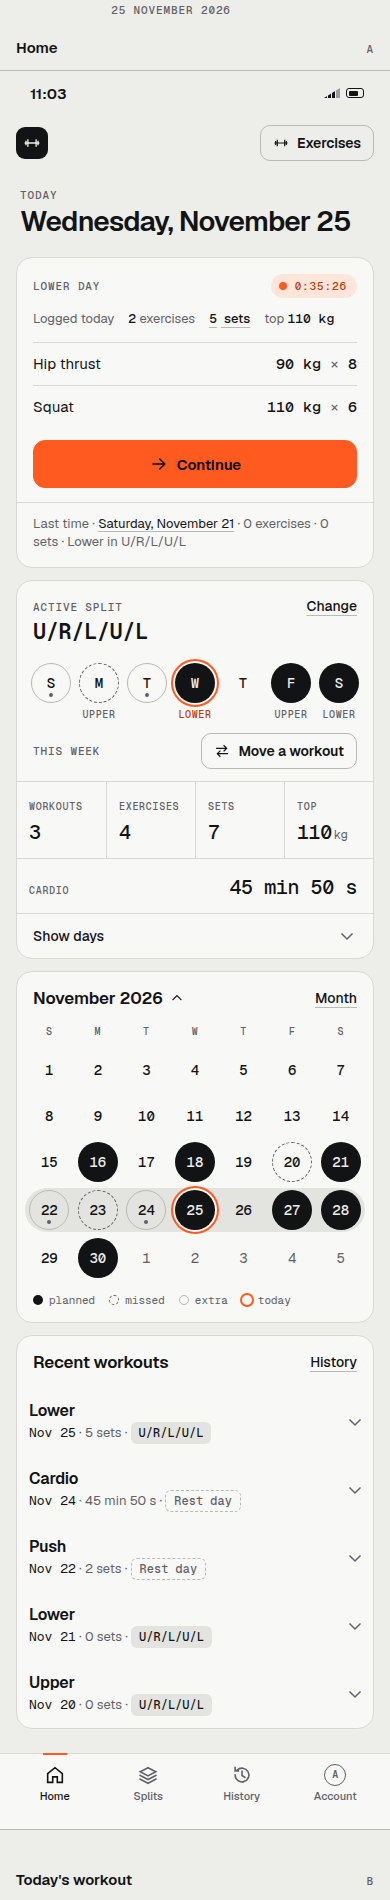 25 NOVEMBER 2026
Home A
11:03
Exercises
TODAY
Wednesday, November 25
LOWER DAY 0:35:26
Logged today 2 exercises 5 sets top 110 kg
Hip thrust 90 kg × 8
Squat 110 kg × 6
Continue
Last time · Saturday, November 21 · 0 exercises · 0
sets · Lower in U/R/L/U/L
ACTIVE SPLIT Change
U/R/L/U/L
S M T W T F S
UPPER LOWER UPPER LOWER
THIS WEEK Move a workout
WORKOUTS EXERCISES SETS TOP
3 4 7 110 kg
CARDIO 45 min 50 s
Show days
November 2026 Month
S M T W T F S
1 2 3 4 5 6 7
8 9 10 11 12 13 14
15 16 17 18 19 20 21
22 23 24 25 26 27 28
29 30 1 2 3 4 5
planned missed extra today
Recent workouts History
Lower
Nov 25 · 5 sets · U/R/L/U/L
Cardio
Nov 24 · 45 min 50 s · Rest day
Push
Nov 22 · 2 sets · Rest day
Lower
Nov 21 · 0 sets · U/R/L/U/L
Upper
Nov 20 · 0 sets · U/R/L/U/L
A
Home Splits History Account
Today's workout B